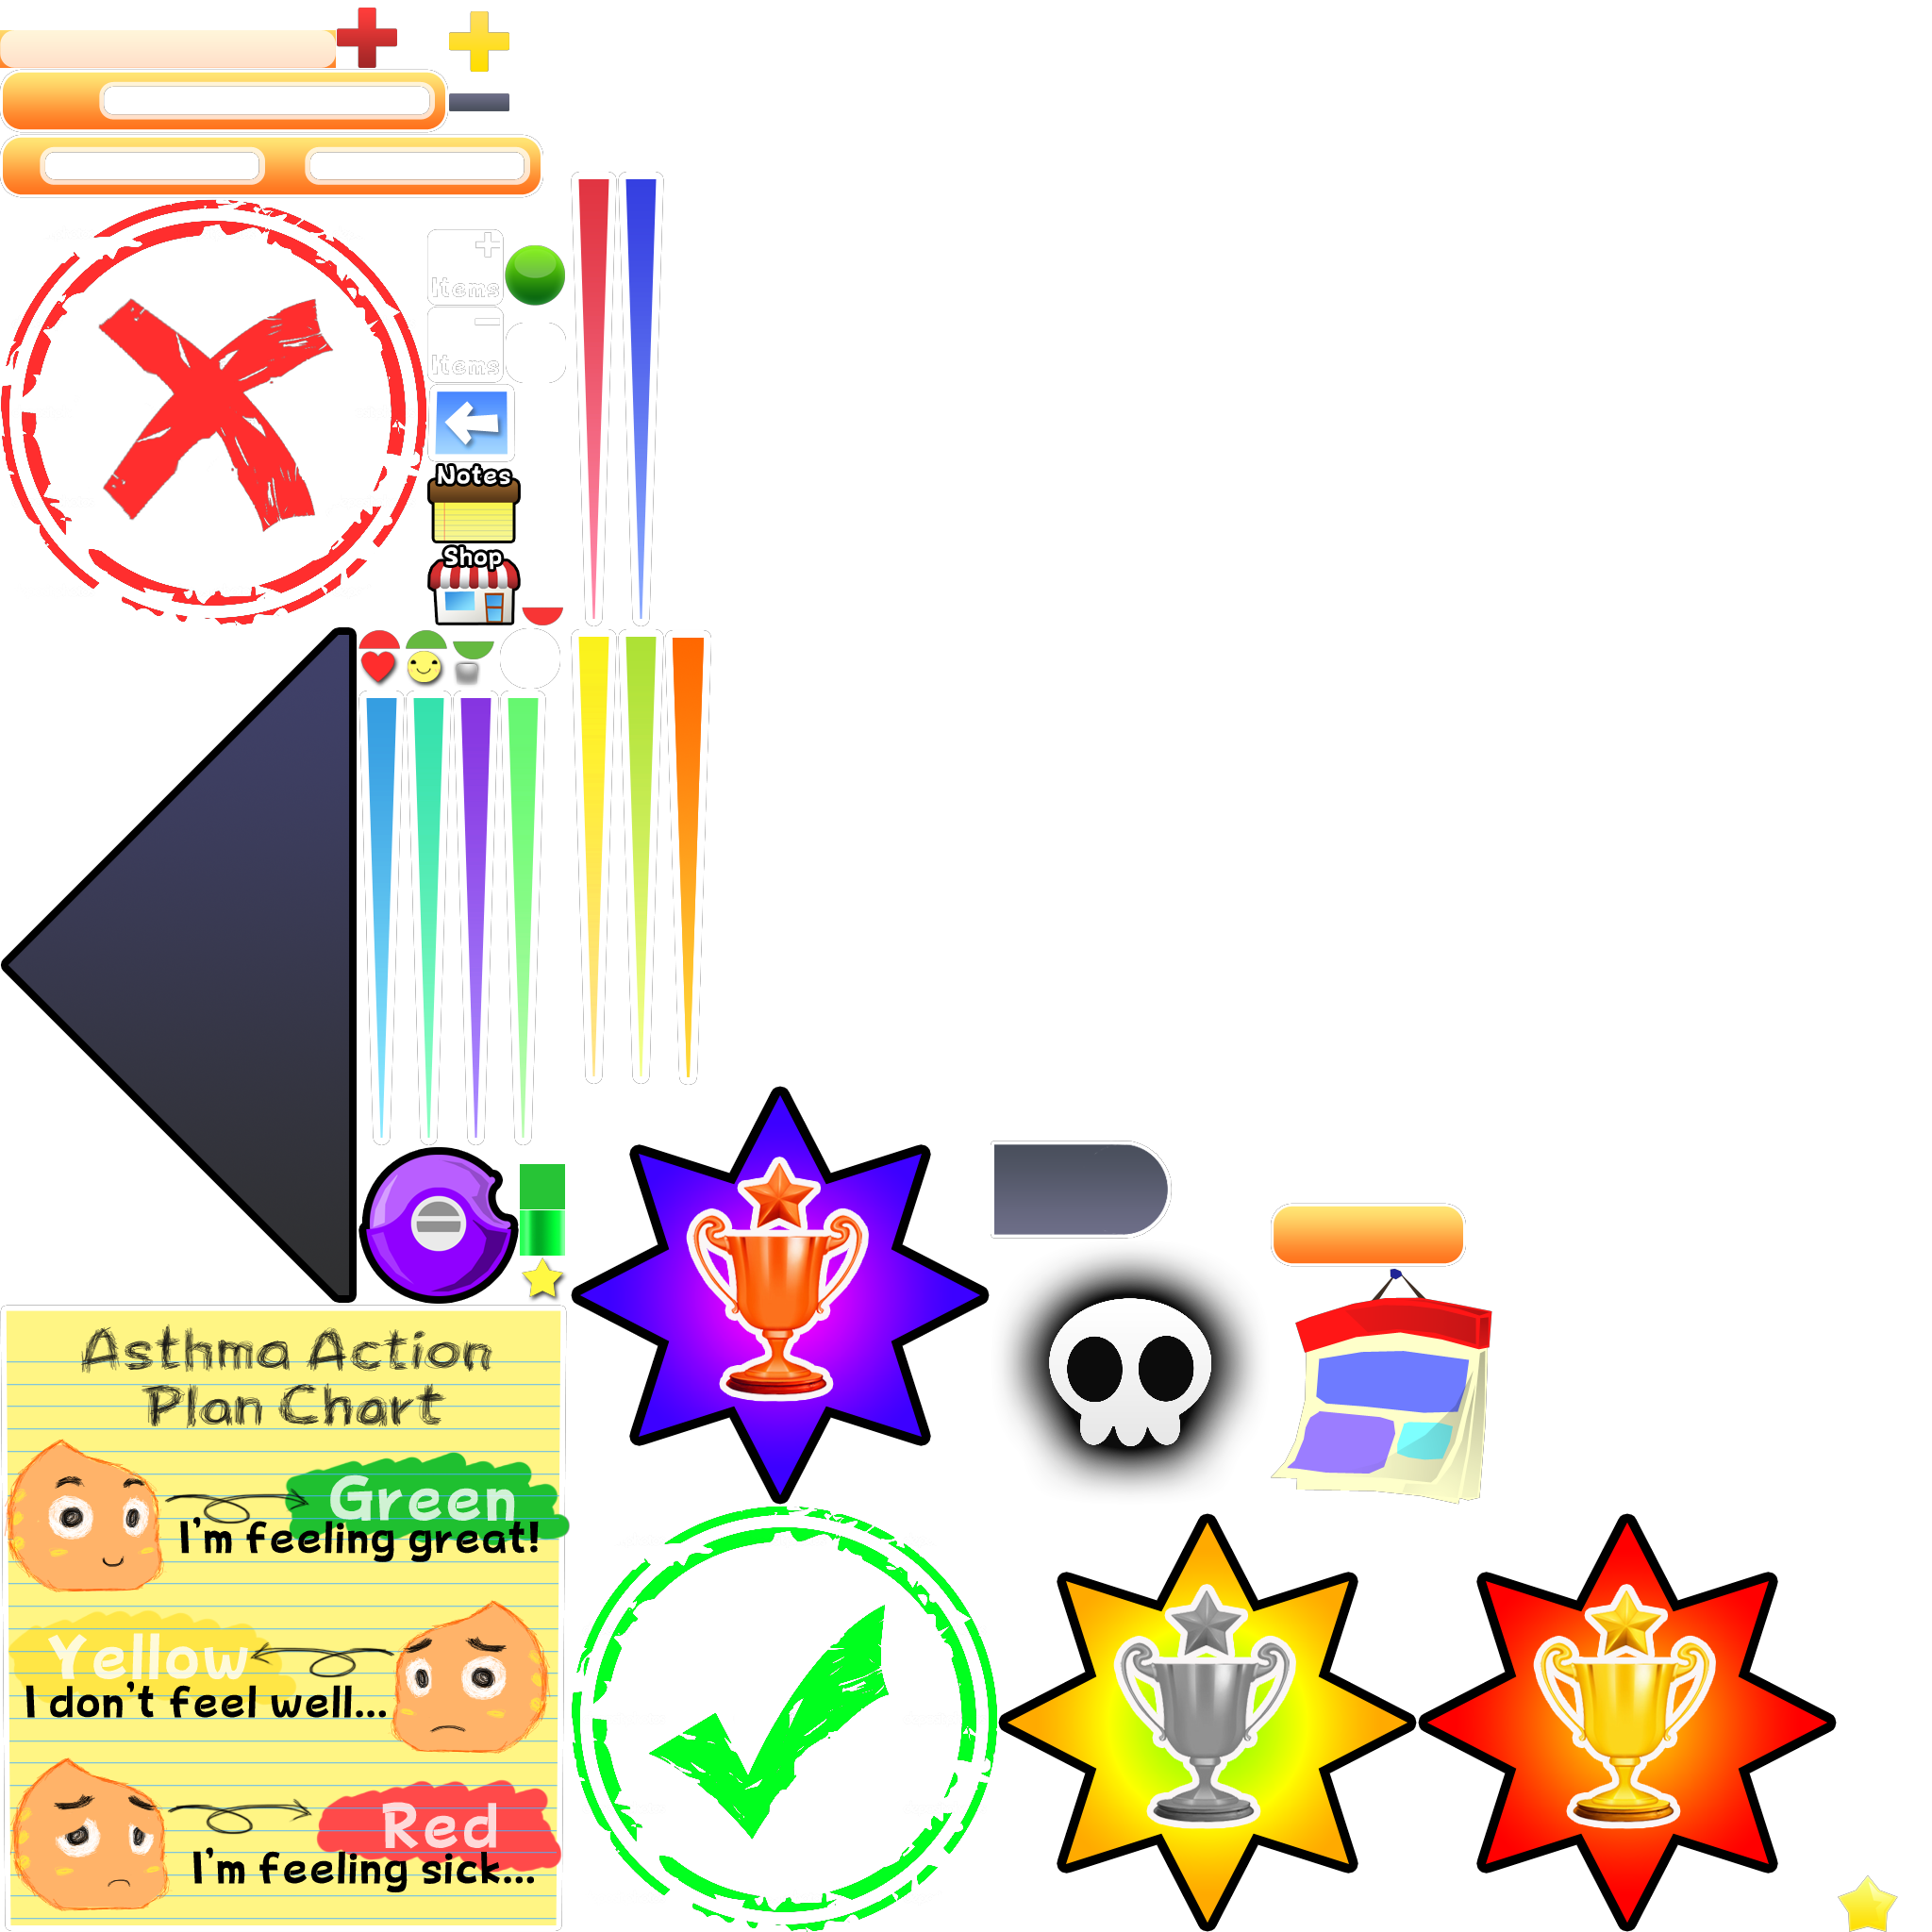 Items
Items
Notes
Shop
Asthma Action
Plan Chart
Green
I'm feeling great!
Yellow
I don't feel well...
Red
I'm feeling sick...